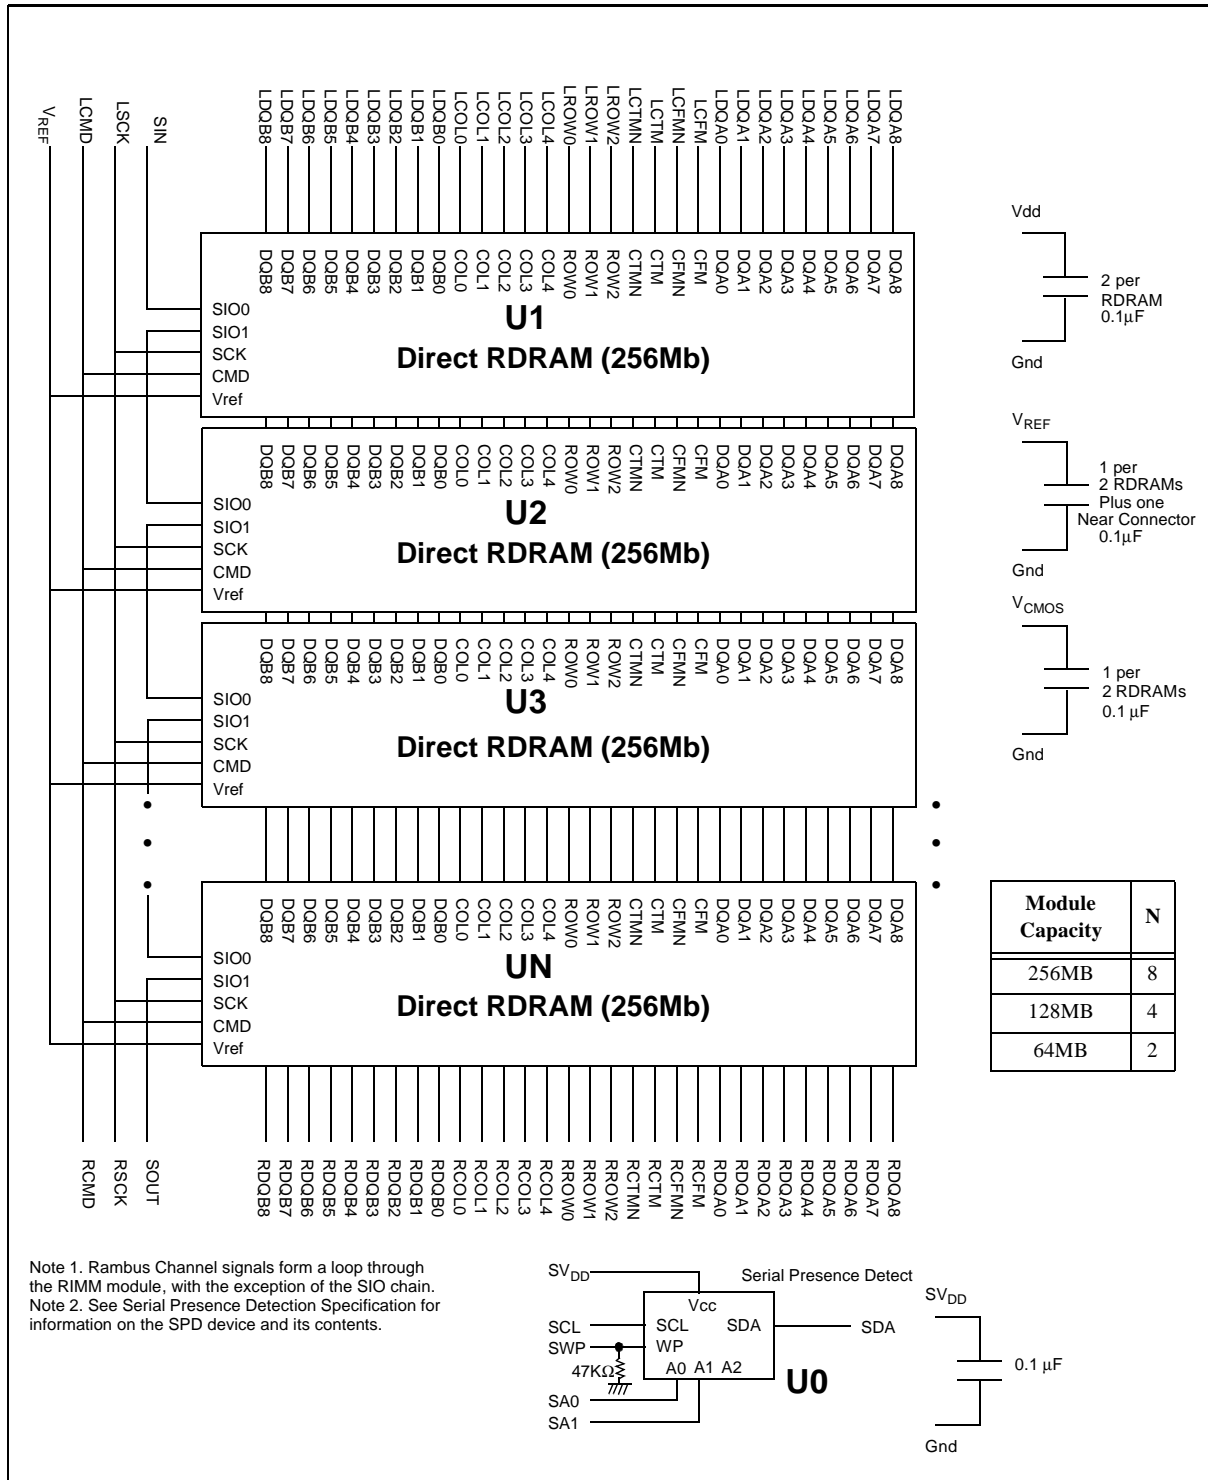 VREF
LCMD
LSCK
SIN
LDQB8
LDQB7
LDQB6
LDQB5
LDQB4
LDQB3
LDQB2
LDQB1
LDQB0
LCOL0
LCOL1
LCOL2
LCOL3
LCOL4
LROW0
LROW1
LROW2
LCTMN
LCTM
LCFMN
LCFM
LDQA0
LDQA1
LDQA2
LDQA3
LDQA4
LDQA5
LDQA6
LDQA7
LDQA8
DQB8
DQB7
DQB6
DQB5
DQB4
DQB3
DQB2
DQB1
DQB0
COL0
COL1
COL2
COL3
COL4
ROW0
ROW1
ROW2
CTMN
CTM
CFMN
CFM
DQA0
DQA1
DQA2
DQA3
DQA4
DQA5
DQA6
DQA7
DQA8
SIO0
SIO1
SCK
CMD
Vref
U1
Direct RDRAM (256Mb)
DQB8
DQB7
DQB6
DQB5
DQB4
DQB3
DQB2
DQB1
DQB0
COL0
COL1
COL2
COL3
COL4
ROW0
ROW1
ROW2
CTMN
CTM
CFMN
CFM
DQA0
DQA1
DQA2
DQA3
DQA4
DQA5
DQA6
DQA7
DQA8
SIO0
SIO1
SCK
CMD
Vref
U2
Direct RDRAM (256Mb)
DQB8
DQB7
DQB6
DQB5
DQB4
DQB3
DQB2
DQB1
DQB0
COL0
COL1
COL2
COL3
COL4
ROW0
ROW1
ROW2
CTMN
CTM
CFMN
CFM
DQA0
DQA1
DQA2
DQA3
DQA4
DQA5
DQA6
DQA7
DQA8
SIO0
SIO1
SCK
CMD
Vref
U3
Direct RDRAM (256Mb)
DQB8
DQB7
DQB6
DQB5
DQB4
DQB3
DQB2
DQB1
DQB0
COL0
COL1
COL2
COL3
COL4
ROW0
ROW1
ROW2
CTMN
CTM
CFMN
CFM
DQA0
DQA1
DQA2
DQA3
DQA4
DQA5
DQA6
DQA7
DQA8
SIO0
SIO1
SCK
CMD
Vref
UN
Direct RDRAM (256Mb)
RCMD
RSCK
SOUT
RDQB8
RDQB7
RDQB6
RDQB5
RDQB4
RDQB3
RDQB2
RDQB1
RDQB0
RCOL0
RCOL1
RCOL2
RCOL3
RCOL4
RROW0
RROW1
RROW2
RCTMN
RCTM
RCFMN
RCFM
RDQA0
RDQA1
RDQA2
RDQA3
RDQA4
RDQA5
RDQA6
RDQA7
RDQA8
Vdd
2 per
RDRAM
0.1µF
Gnd
VREF
1 per
2 RDRAMs
Plus one
Near Connector
0.1µF
Gnd
VCMOS
1 per
2 RDRAMs
0.1 µF
Gnd
Module Capacity N
256MB 8
128MB 4
64MB 2
Note 1. Rambus Channel signals form a loop through
the RIMM module, with the exception of the SIO chain.
Note 2. See Serial Presence Detection Specification for
information on the SPD device and its contents.
SVDD
Serial Presence Detect
Vcc
SCL SCL SDA SDA
SWP WP
47KΩ
A0 A1 A2
U0
SA0
SA1
SVDD
0.1 µF
Gnd